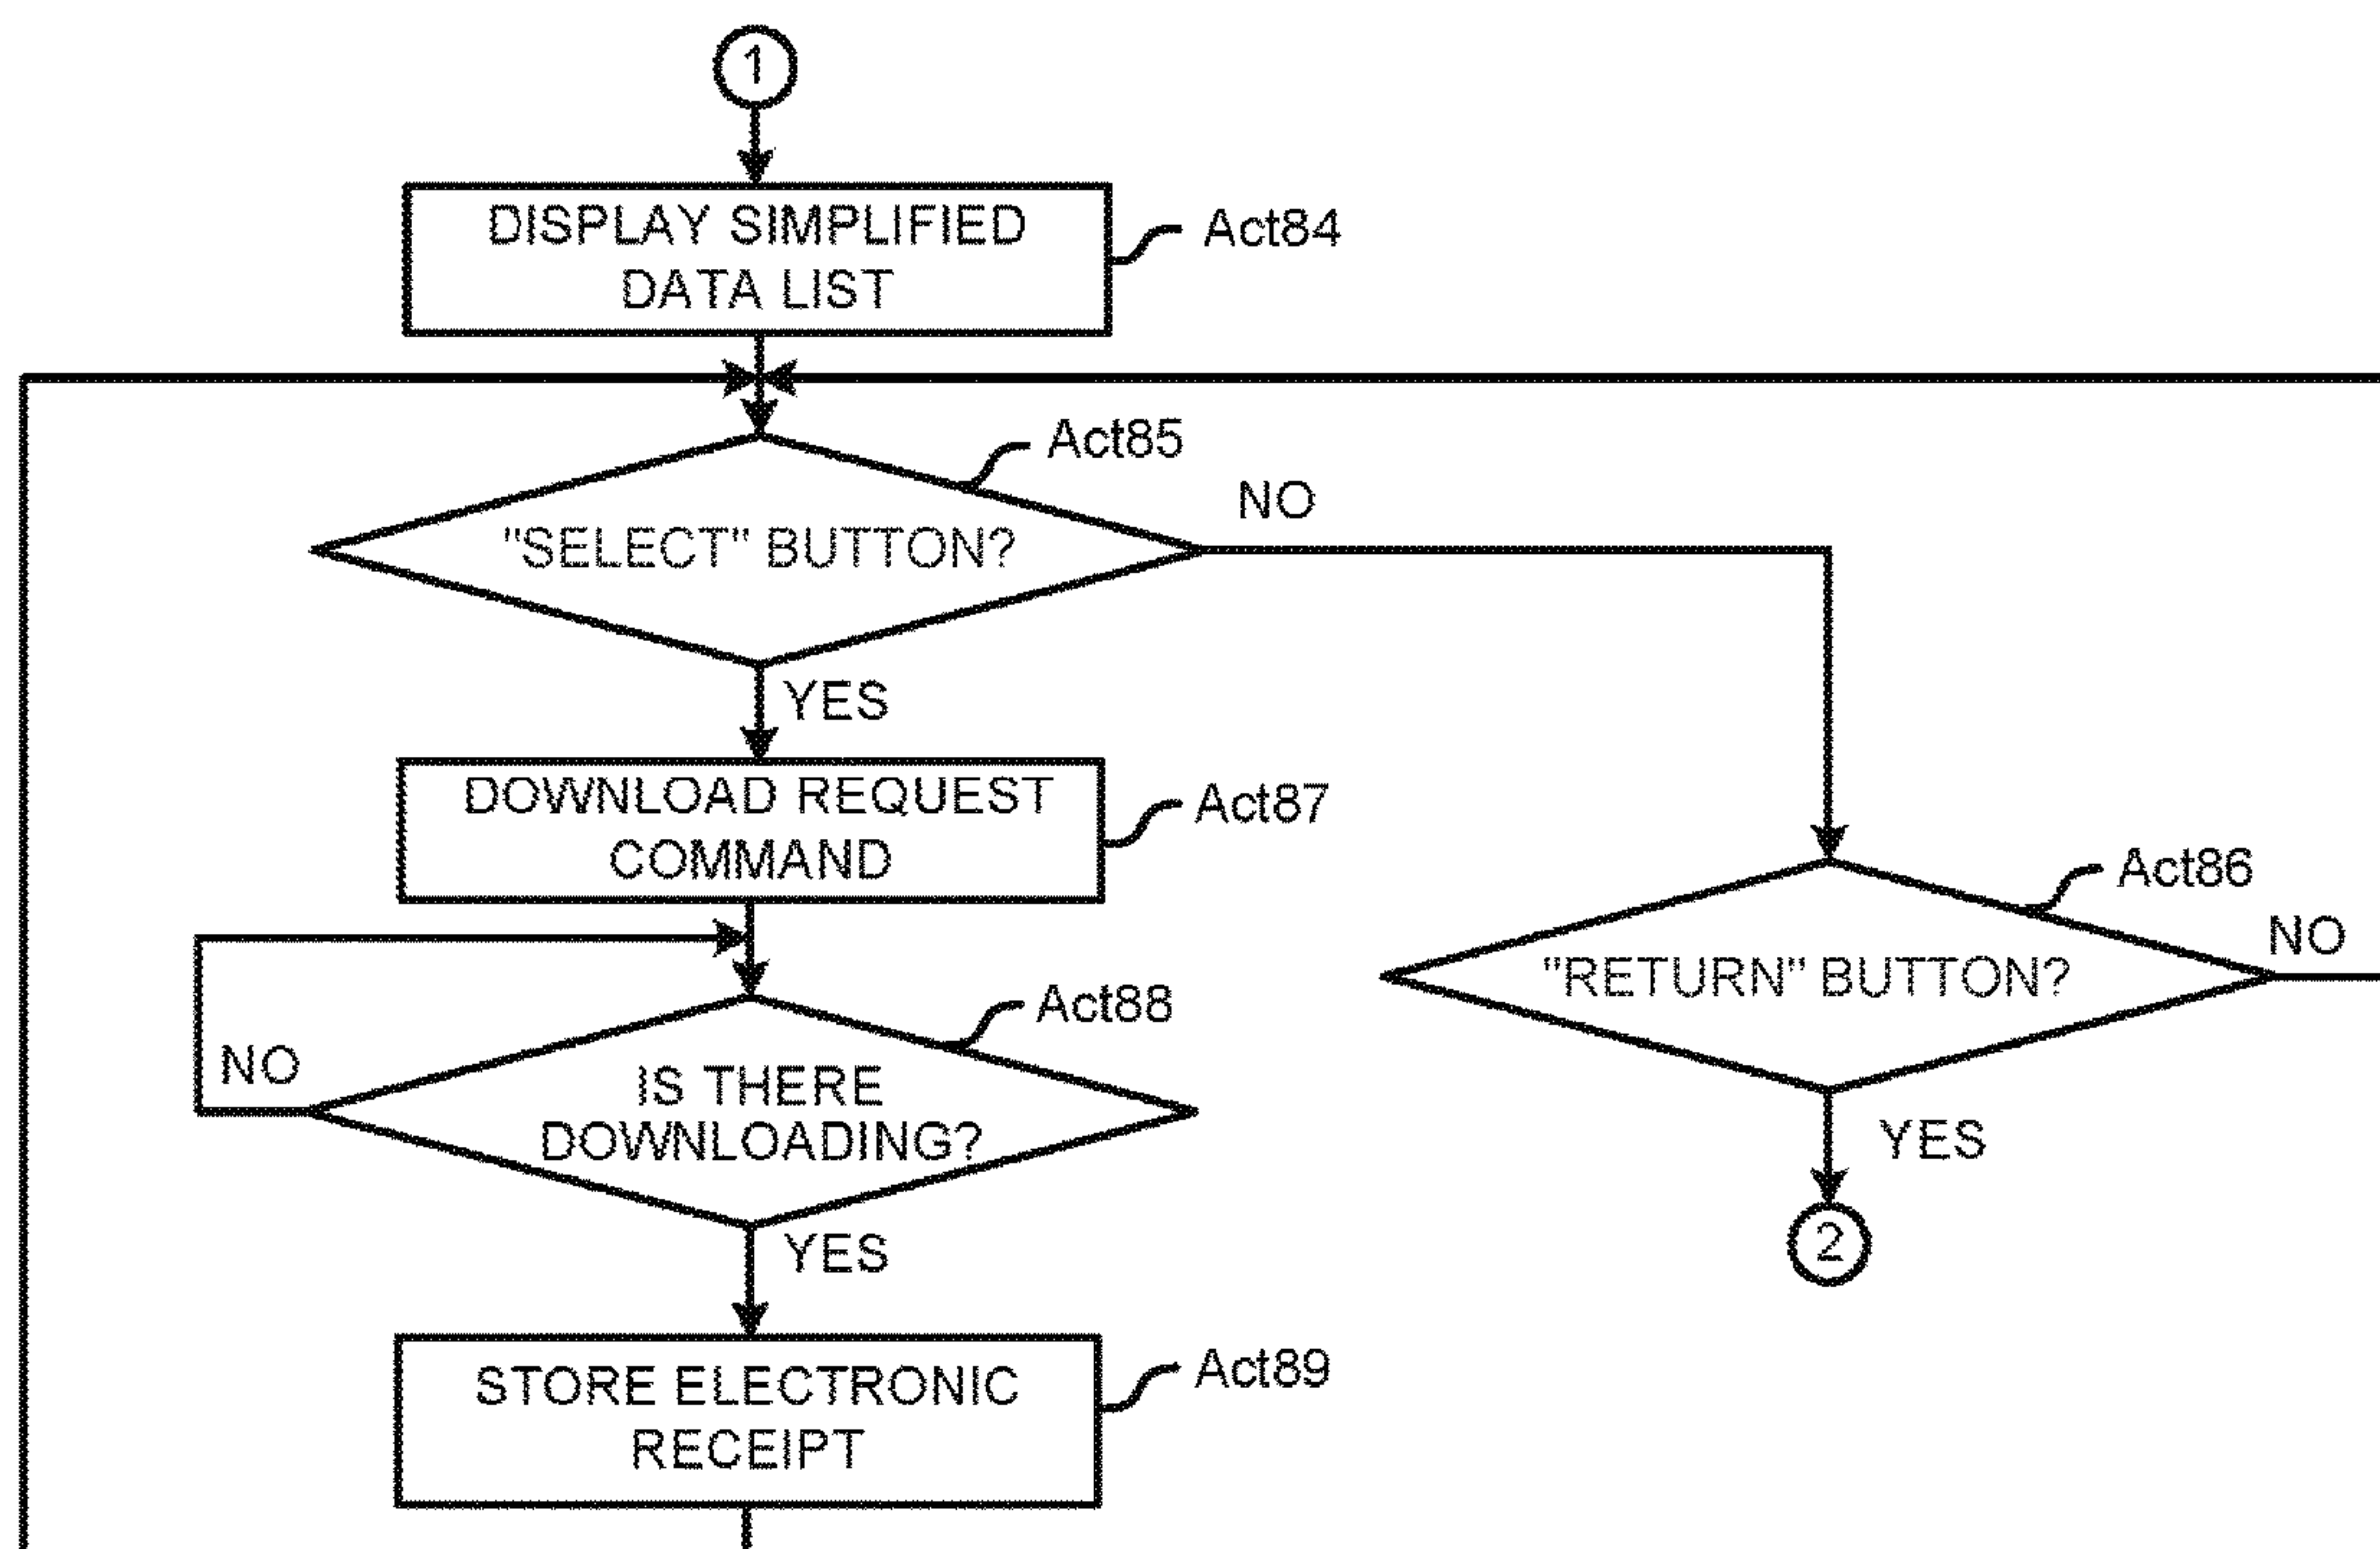 1
DISPLAY SIMPLIFIED
DATA LIST
Act84
Act85
"SELECT" BUTTON?
NO
YES
DOWNLOAD REQUEST
COMMAND
Act87
Act86
"RETURN" BUTTON?
NO
YES
2
Act88
IS THERE
DOWNLOADING?
NO
YES
STORE ELECTRONIC
RECEIPT
Act89